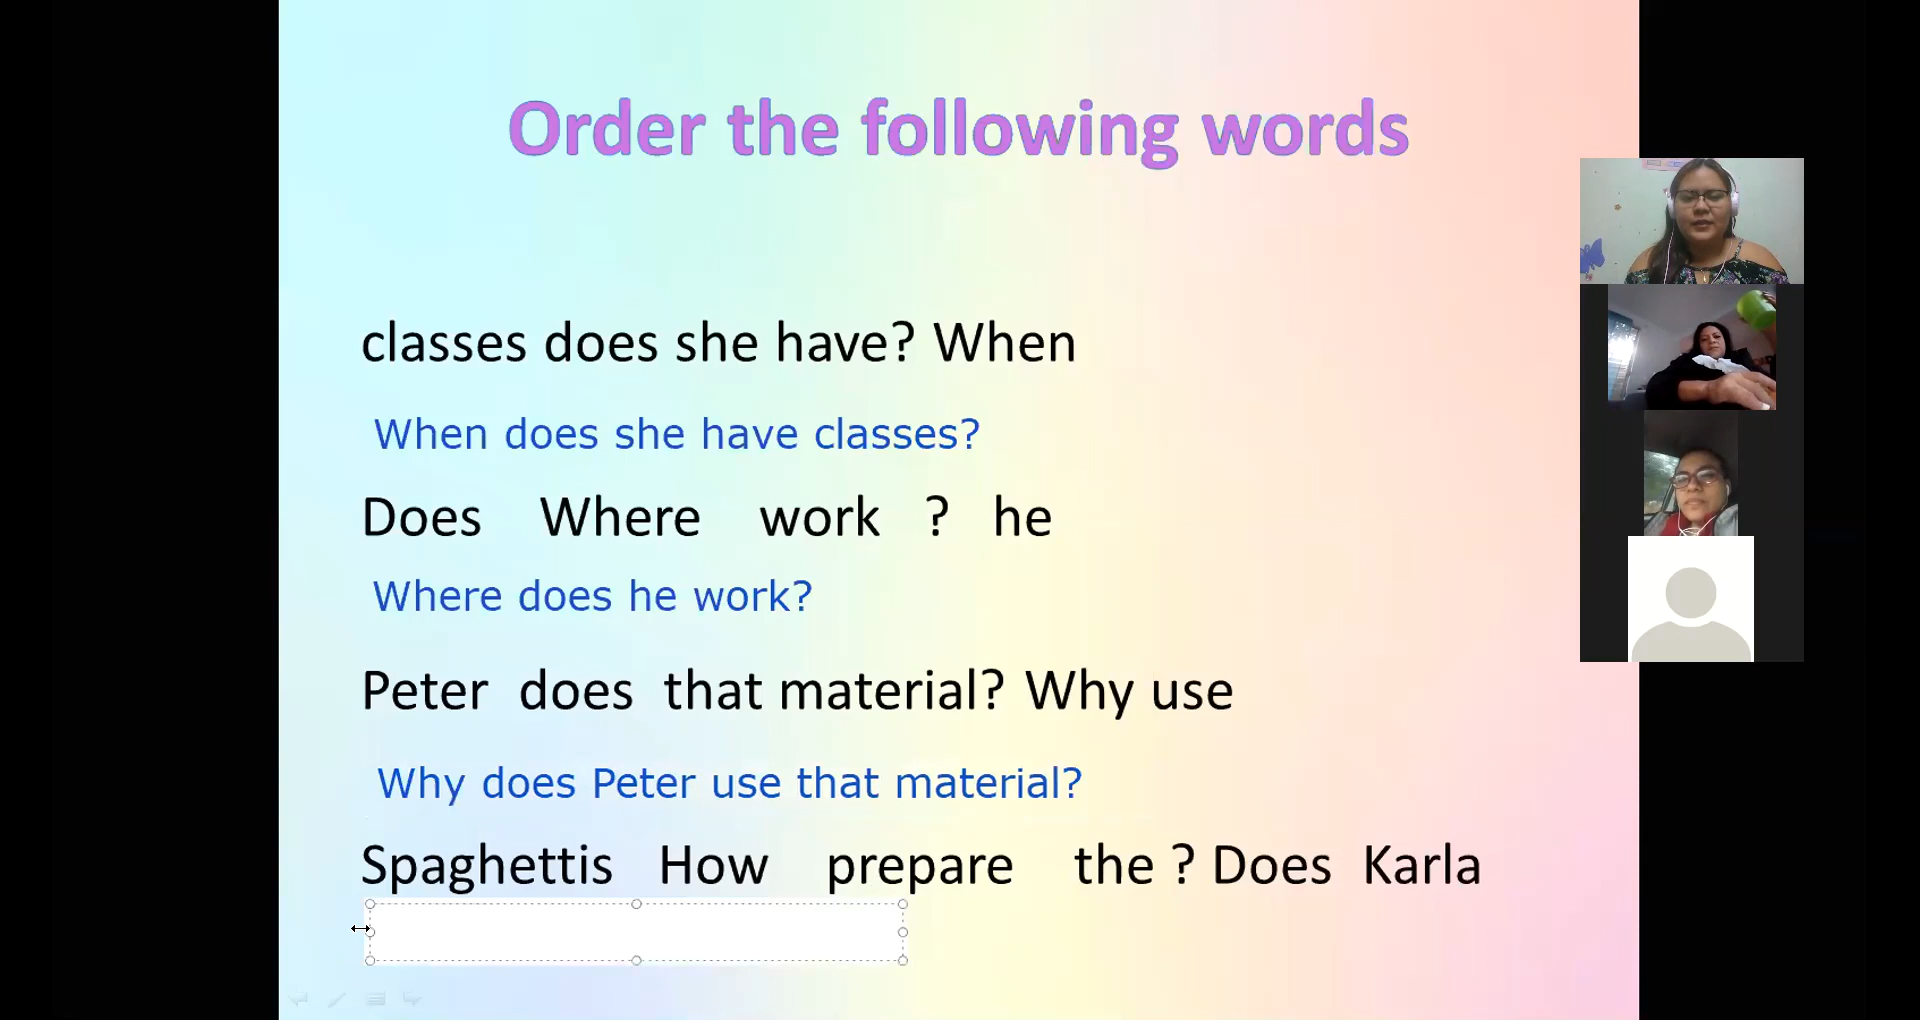 Order the following words
classes does she have? When
When does she have classes?
Does Where work ? he
Where does he work?
Peter does that material? Why use
Why does Peter use that material?
Spaghettis How prepare the ? Does Karla